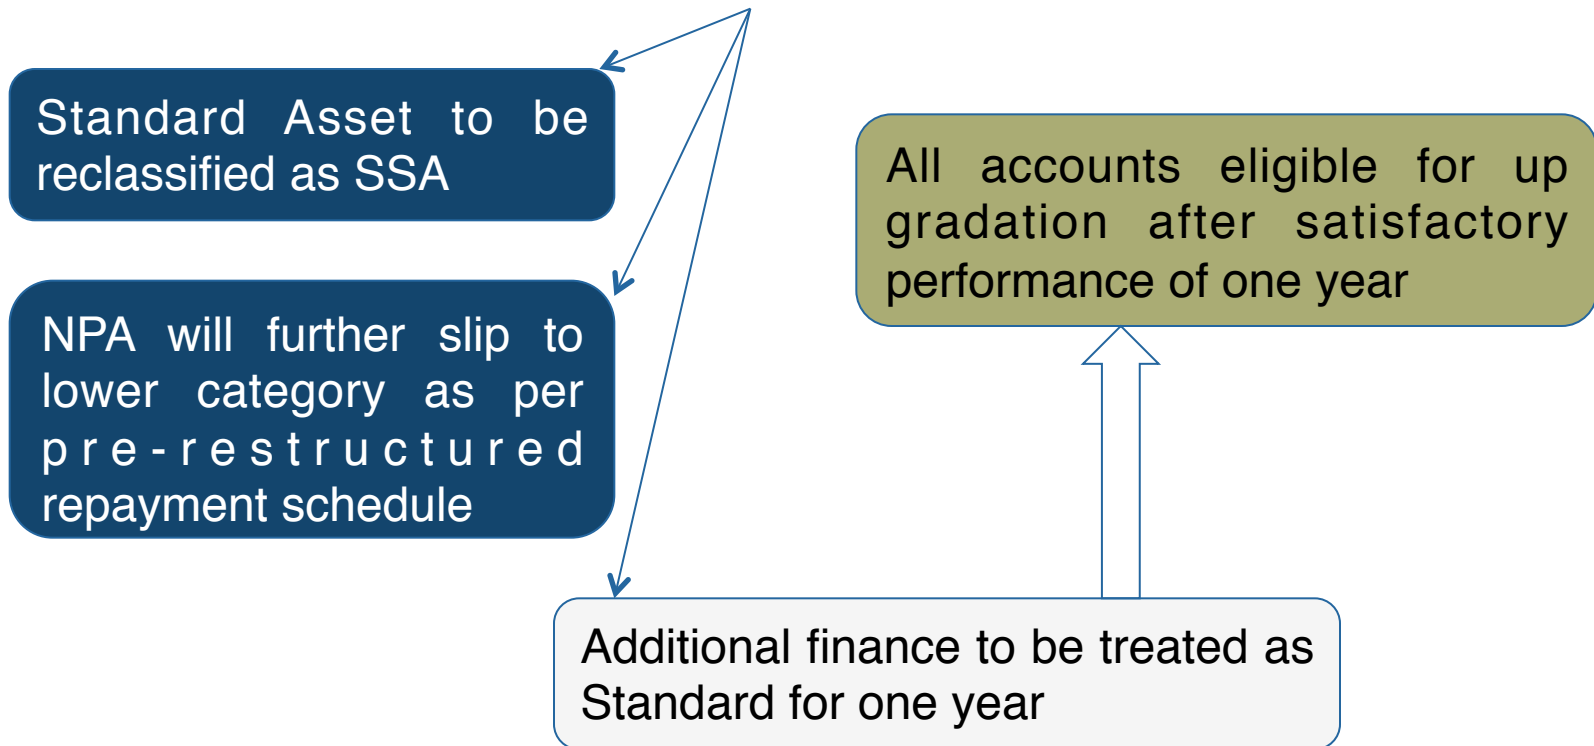 Standard Asset to be
reclassified as SSA
All accounts eligible for up
gradation after satisfactory
performance of one year
NPA will further slip to
lower category as per
pre-restructured
repayment schedule
Additional finance to be treated as
Standard for one year